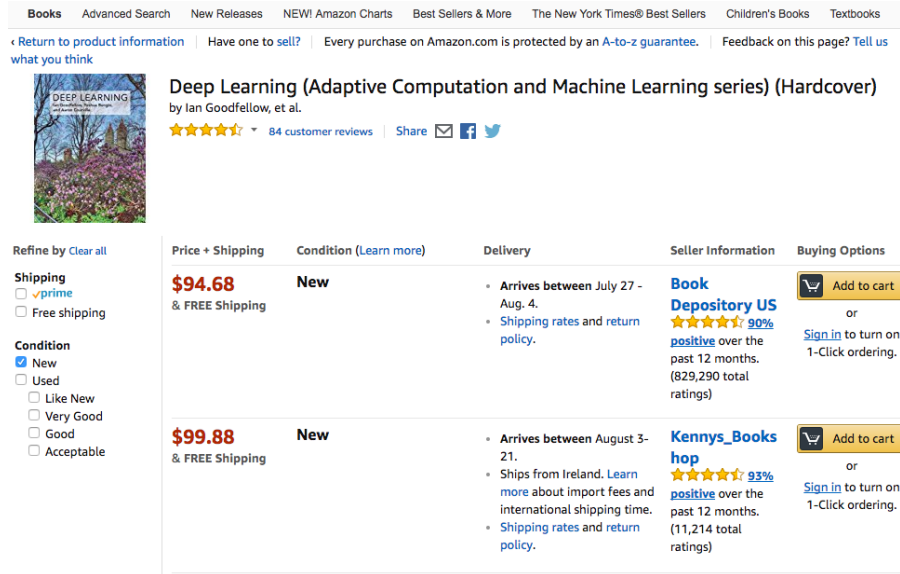 Books Advanced Search New Releases NEW! Amazon Charts Best Sellers & More The New York Times® Best Sellers Children's Books Textbooks
‹ Return to product information Have one to sell? Every purchase on Amazon.com is protected by an A-to-z guarantee. Feedback on this page? Tell us
what you think
DEEP LEARNING
Deep Learning (Adaptive Computation and Machine Learning series) (Hardcover)
by Ian Goodfellow, et al.
84 customer reviews Share
Refine by Clear all
Shipping
prime
Free shipping
Condition
New
Used
Like New
Very Good
Good
Acceptable
Price + Shipping Condition (Learn more) Delivery Seller Information Buying Options
$94.68
& FREE Shipping
New
Arrives between July 27 -
Aug. 4.
Shipping rates and return
policy.
Book
Depository US
90%
positive over the
past 12 months.
(829,290 total
ratings)
Add to cart
or
Sign in to turn on
1-Click ordering.
$99.88
& FREE Shipping
New
Arrives between August 3-
21.
Ships from Ireland. Learn
more about import fees and
international shipping time.
Shipping rates and return
policy.
Kennys_Books
hop
93%
positive over the
past 12 months.
(11,214 total
ratings)
Add to cart
or
Sign in to turn on
1-Click ordering.